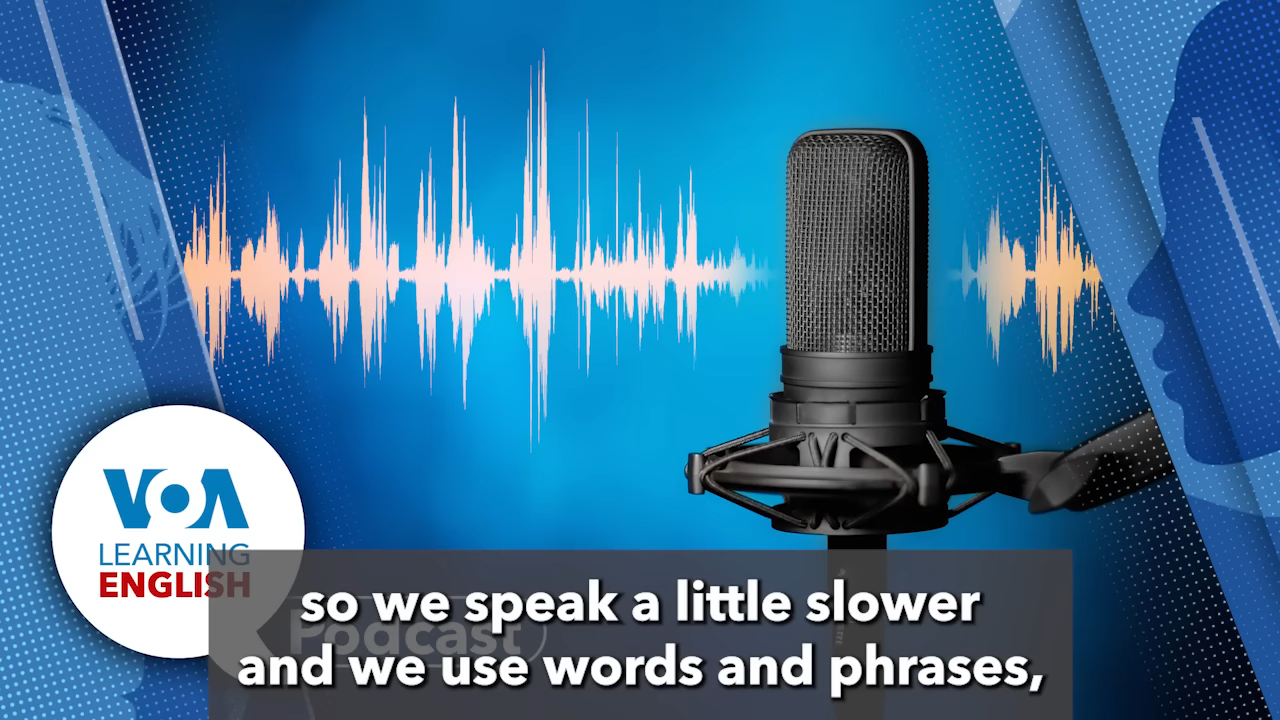 VOA
LEARNING
ENGLISH
Podcast
so we speak a little slower
and we use words and phrases,